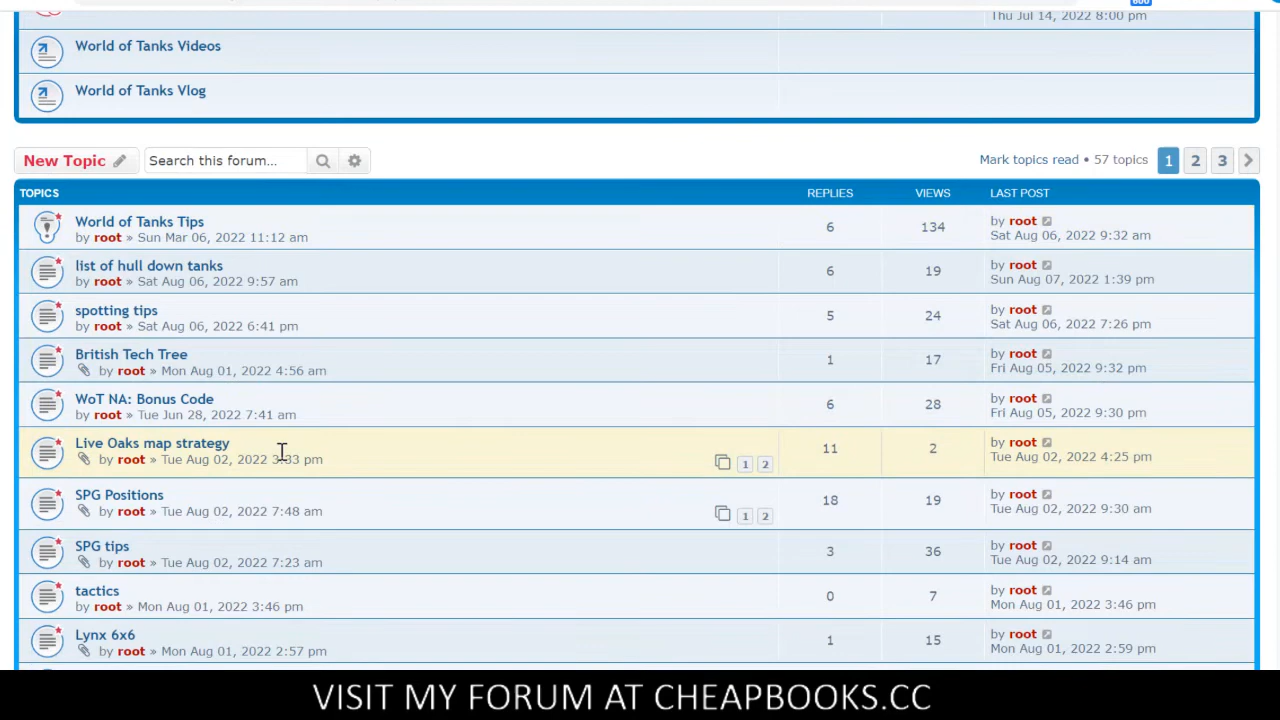 600
Thu Jul 14, 2022 8:00 pm
World of Tanks Videos
World of Tanks Vlog
New Topic Search this forum... Mark topics read • 57 topics 1 2 3
TOPICS REPLIES VIEWS LAST POST
World of Tanks Tips
by root » Sun Mar 06, 2022 11:12 am
6 134
by root
Sat Aug 06, 2022 9:32 am
list of hull down tanks
by root » Sat Aug 06, 2022 9:57 am
6 19
by root
Sun Aug 07, 2022 1:39 pm
spotting tips
by root » Sat Aug 06, 2022 6:41 pm
5 24
by root
Sat Aug 06, 2022 7:26 pm
British Tech Tree
by root » Mon Aug 01, 2022 4:56 am
1 17
by root
Fri Aug 05, 2022 9:32 pm
WoT NA: Bonus Code
by root » Tue Jun 28, 2022 7:41 am
6 28
by root
Fri Aug 05, 2022 9:30 pm
Live Oaks map strategy
by root » Tue Aug 02, 2022 3:33 pm
1 2
11 2
by root
Tue Aug 02, 2022 4:25 pm
SPG Positions
by root » Tue Aug 02, 2022 7:48 am
1 2
18 19
by root
Tue Aug 02, 2022 9:30 am
SPG tips
by root » Tue Aug 02, 2022 7:23 am
3 36
by root
Tue Aug 02, 2022 9:14 am
tactics
by root » Mon Aug 01, 2022 3:46 pm
0 7
by root
Mon Aug 01, 2022 3:46 pm
Lynx 6x6
by root » Mon Aug 01, 2022 2:57 pm
1 15
by root
Mon Aug 01, 2022 2:59 pm
VISIT MY FORUM AT CHEAPBOOKS.CC